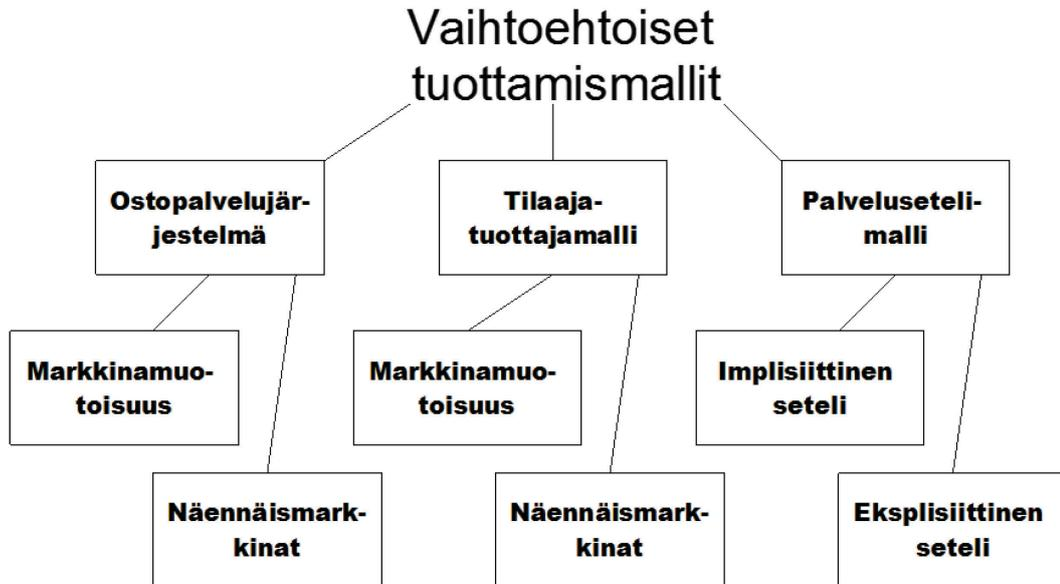 Vaihtoehtoiset
tuottamismallit
Ostopalvelujär-
jestelmä
Tilaaja-
tuottajamalli
Palveluseteli-
malli
Markkinamuo-
toisuus
Markkinamuo-
toisuus
Implisiittinen
seteli
Näennäismark-
kinat
Näennäismark-
kinat
Eksplisiittinen
seteli